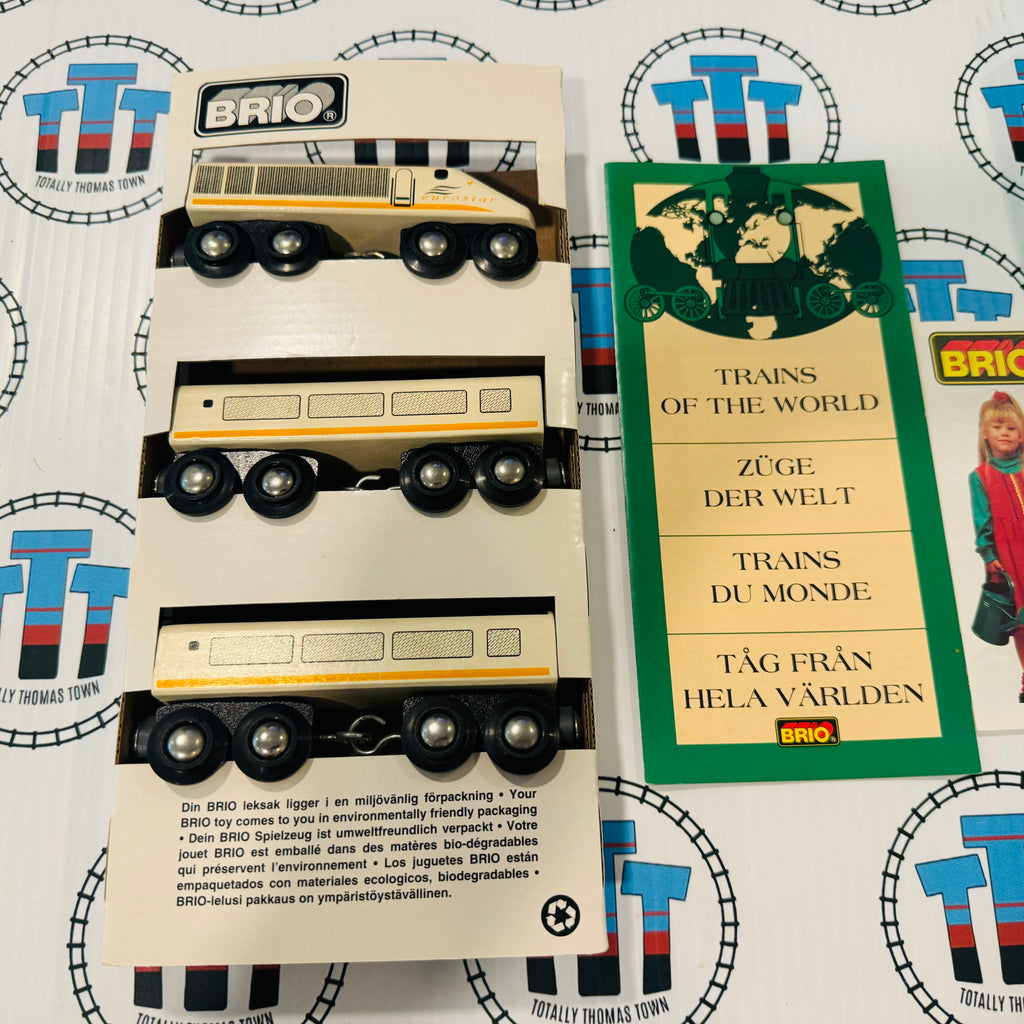 BRIO®
eurostar
Din BRIO leksak ligger i en miljövänlig förpackning • Your
BRIO toy comes to you in environmentally friendly packaging
• Dein BRIO Spielzeug ist umweltfreundlich verpackt • Votre
jouet BRIO est emballé dans des matères bio-dégradables
qui préservent l'environnement • Los juguetes BRIO están
empaquetados con materiales ecologicos, biodegradables •
BRIO-lelusi pakkaus on ympäristöystävällinen.
TRAINS
OF THE WORLD
ZÜGE
DER WELT
TRAINS
DU MONDE
TÅG FRÅN
HELA VÄRLDEN
BRIO®
BRIO
TOTALLY THOMAS TOWN
TOTALLY THOMAS TOWN
TOTALLY THOMAS TOWN
TOTALLY THOMAS TOWN